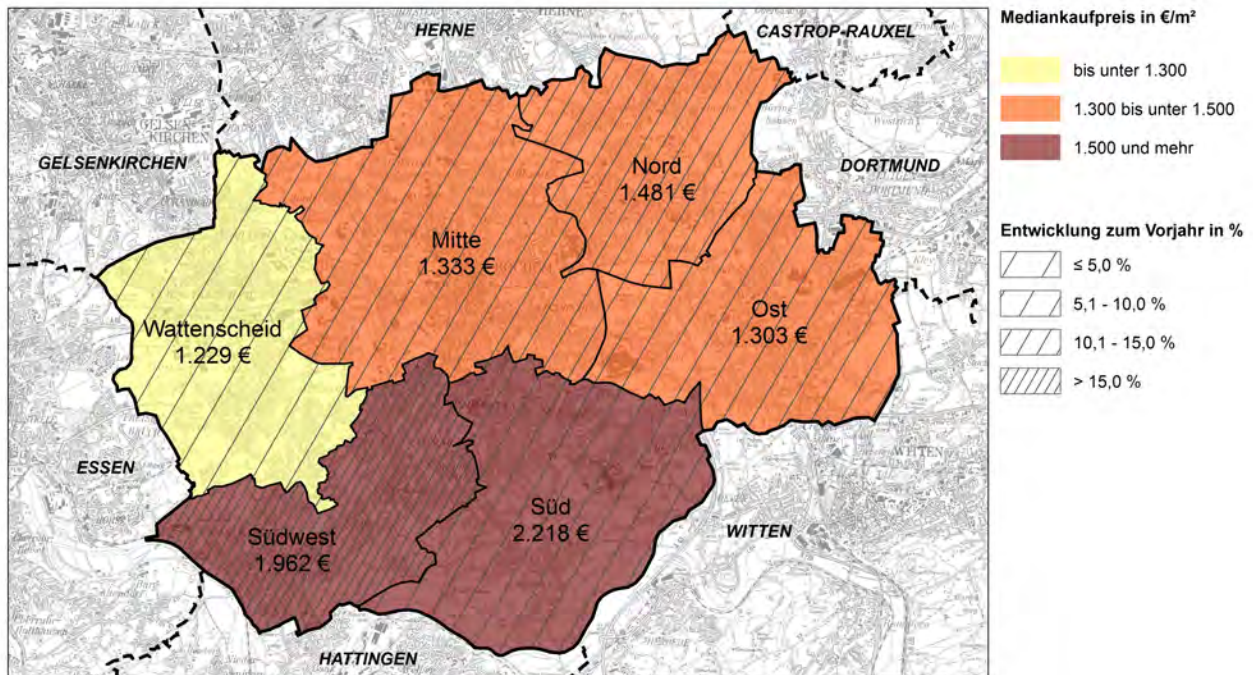 HERNE
CASTROP-RAUXEL
GELSENKIRCHEN
DORTMUND
Nord
1.481 €
Mitte
1.333 €
Ost
1.303 €
Wattenscheid
1.229 €
ESSEN
Süd
2.218 €
Südwest
1.962 €
WITTEN
HATTINGEN
Mediankaufpreis in €/m²
bis unter 1.300
1.300 bis unter 1.500
1.500 und mehr
Entwicklung zum Vorjahr in %
≤ 5,0 %
5,1 - 10,0 %
10,1 - 15,0 %
> 15,0 %